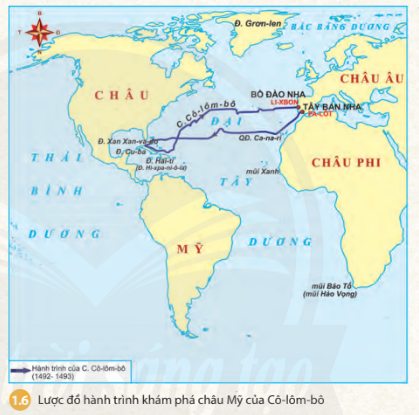 B
T
Đ
N
Đ. Grơn-len
BẮC BĂNG DƯƠNG
CHÂU ÂU
CHÂU
BỒ ĐÀO NHA
LI-XBON
TÂY BAN NHA
PA-LỐT
C. Cô-lôm-bô
ĐẠI
Đ. Xan Xan-va-đo
Đ. Cu-ba
QĐ. Ca-na-ri
Đ. Hai-ti
(Đ. Hi-xpa-ni-ô-la)
THÁI
BÌNH
DƯƠNG
mũi Xanh
CHÂU PHI
TÂY
MỸ
DƯƠNG
mũi Bão Tố
(mũi Hảo Vọng)
Hành trình của C. Cô-lôm-bô
(1492- 1493)
1.6 Lược đồ hành trình khám phá châu Mỹ của Cô-lôm-bô